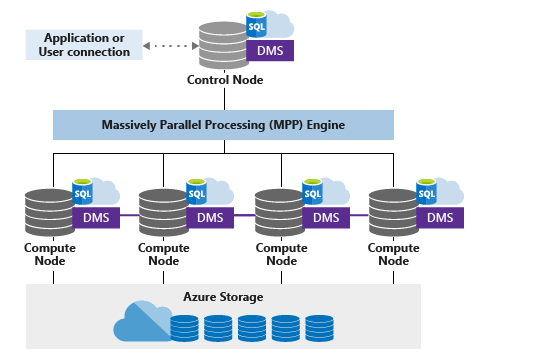 Application or
User connection
SQL
DMS
Control Node
Massively Parallel Processing (MPP) Engine
SQL
DMS
Compute
Node
SQL
DMS
Compute
Node
SQL
DMS
Compute
Node
SQL
DMS
Compute
Node
Azure Storage